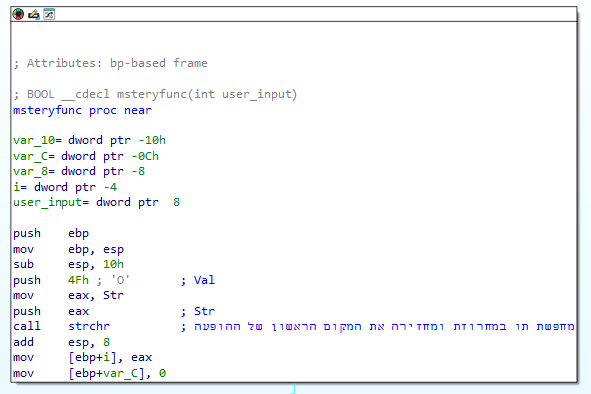 ; Attributes: bp-based frame
; BOOL __cdecl msteryfunc(int user_input)
msteryfunc proc near
var_10= dword ptr -10h
var_C= dword ptr -0Ch
var_8= dword ptr -8
i= dword ptr -4
user_input= dword ptr  8
push    ebp
mov     ebp, esp
sub     esp, 10h
push    4Fh ; 'O'       ; Val
mov     eax, Str
push    eax             ; Str
call    strchr          ; מחפשת תו במחרוזת ומחזירה את המקום הראשון של ההופעה
add     esp, 8
mov     [ebp+i], eax
mov     [ebp+var_C], 0